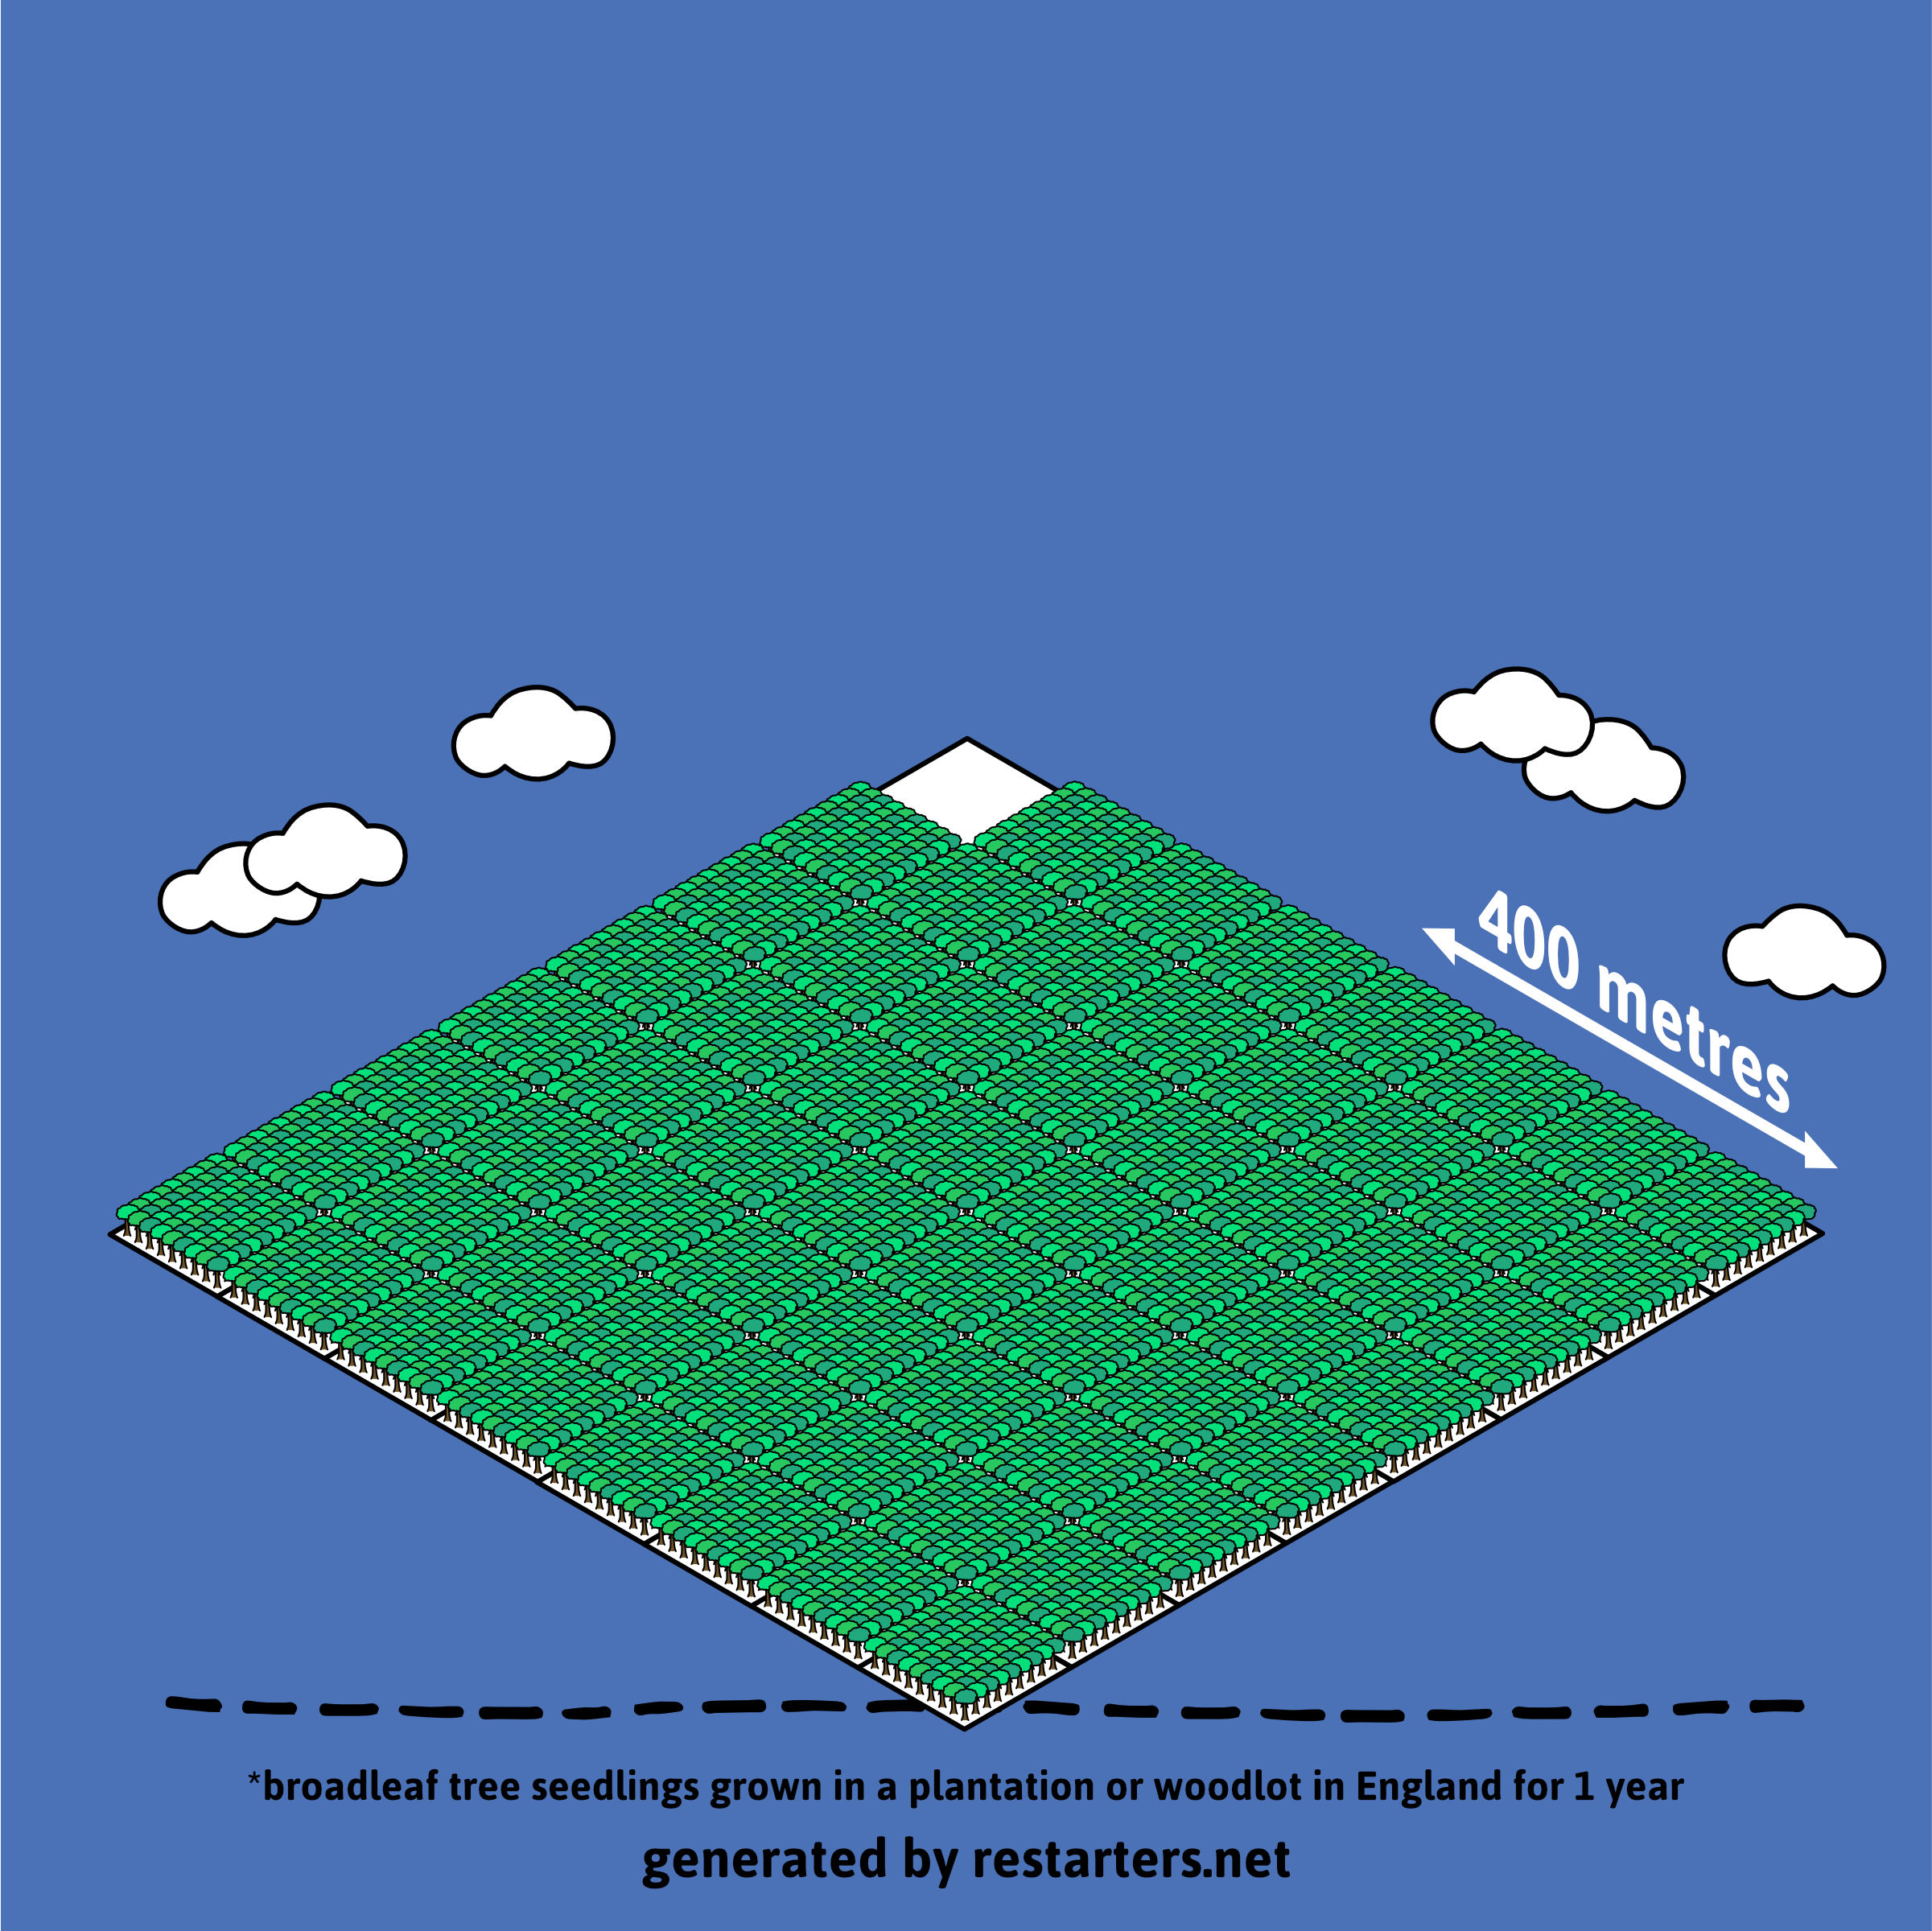 400 metres
*broadleaf tree seedlings grown in a plantation or woodlot in England for 1 year
generated by restarters.net